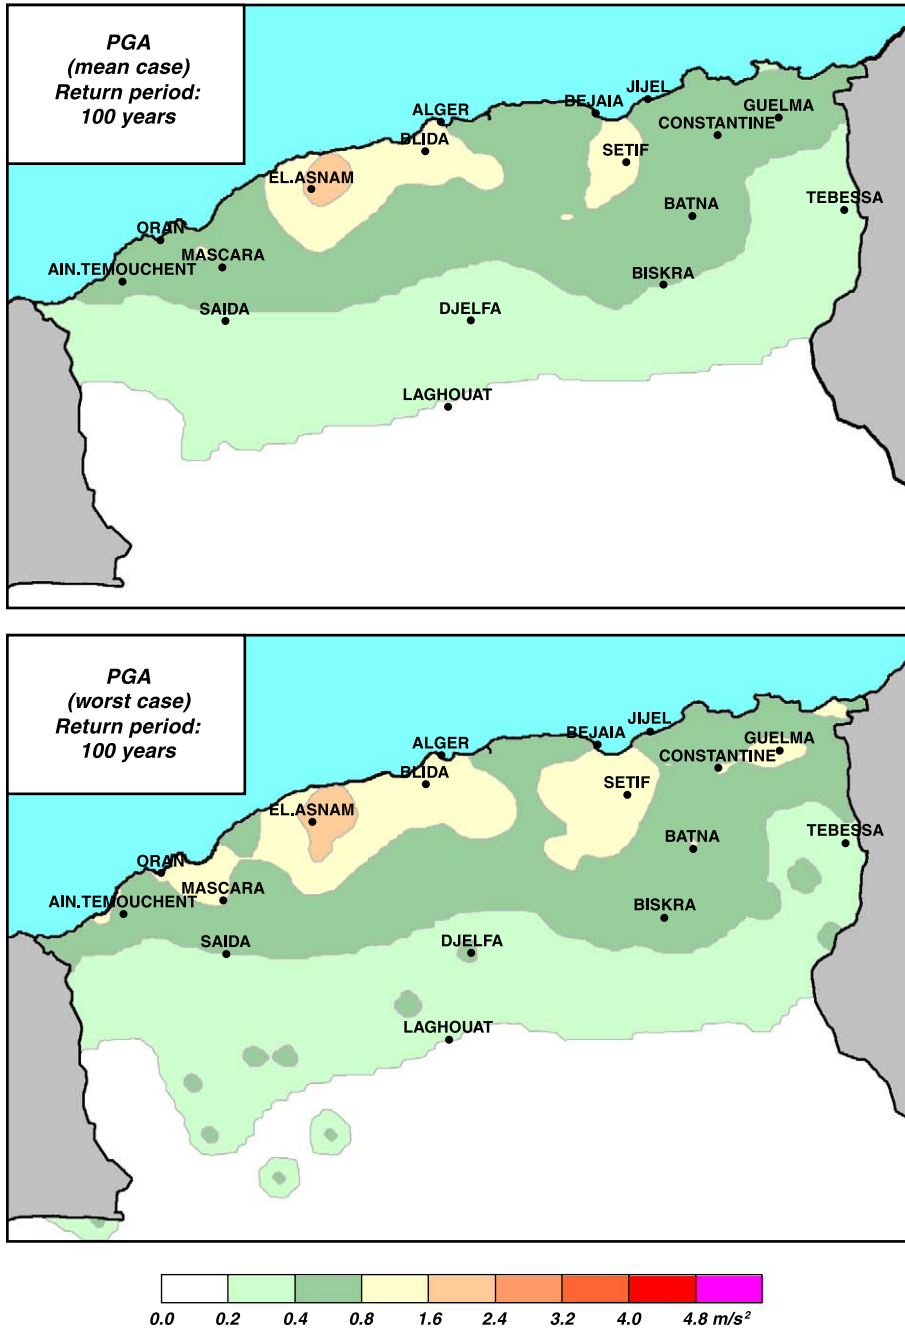 PGA
(mean case)
Return period:
100 years
JIJEL
BEJAIA
ALGER
GUELMA
CONSTANTINE
BLIDA
SETIF
EL.ASNAM
TEBESSA
BATNA
ORAN
MASCARA
AIN.TEMOUCHENT
BISKRA
SAIDA
DJELFA
LAGHOUAT
PGA
(worst case)
Return period:
100 years
JIJEL
BEJAIA
ALGER
GUELMA
CONSTANTINE
BLIDA
SETIF
EL.ASNAM
TEBESSA
BATNA
ORAN
MASCARA
AIN.TEMOUCHENT
BISKRA
SAIDA
DJELFA
LAGHOUAT
0.0 0.2 0.4 0.8 1.6 2.4 3.2 4.0 4.8 m/s²